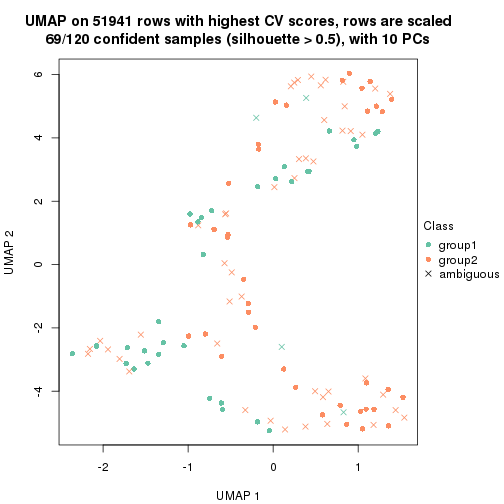 UMAP on 51941 rows with highest CV scores, rows are scaled
69/120 confident samples (silhouette > 0.5), with 10 PCs
6
4
2
0
-2
-4
UMAP 2
-2
-1
0
1
UMAP 1
Class
group1
group2
ambiguous